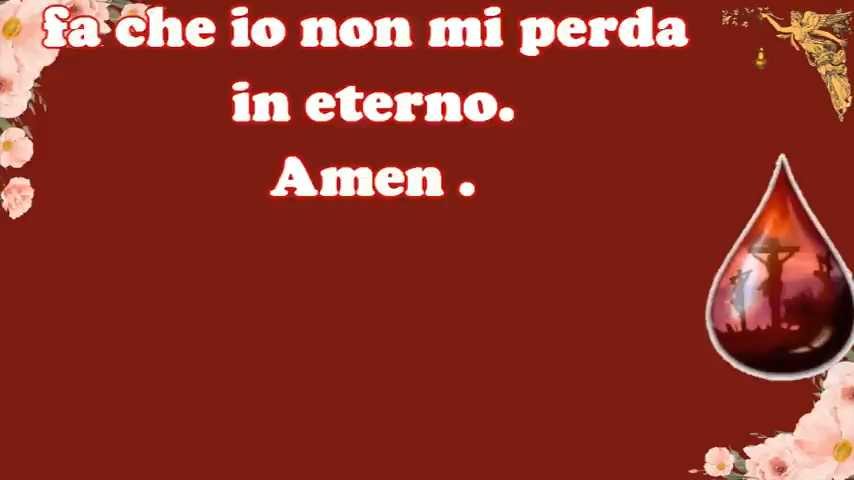 fa che io non mi perda
in eterno.
Amen .